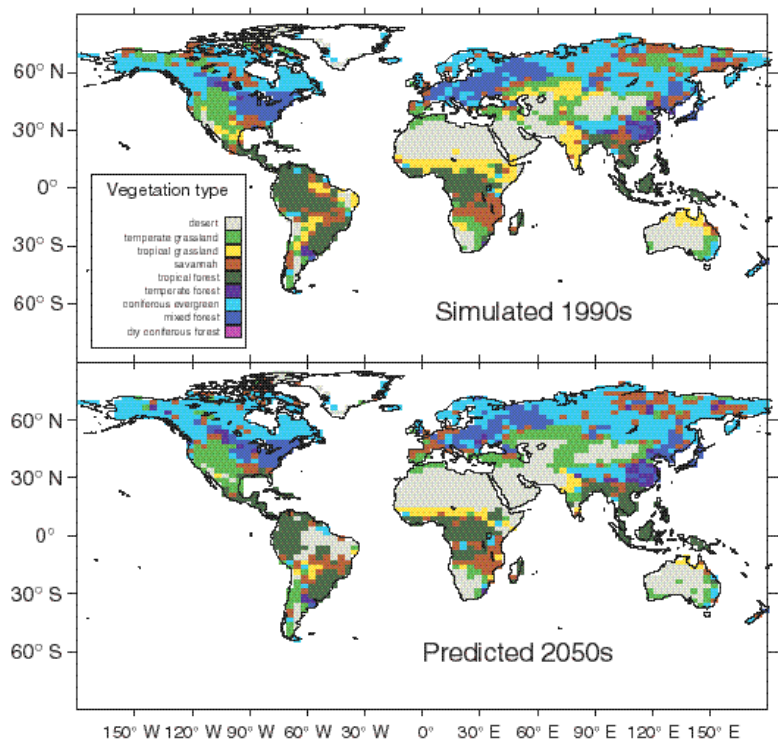 60° N
30° N
0°
30° S
60° S
Vegetation type
desert
temperate grassland
tropical grassland
savannah
tropical forest
temperate forest
coniferous evergreen
mixed forest
dry coniferous forest
Simulated 1990s
60° N
30° N
0°
30° S
60° S
Predicted 2050s
150° W 120° W 90° W 60° W 30° W 0° 30° E 60° E 90° E 120° E 150° E